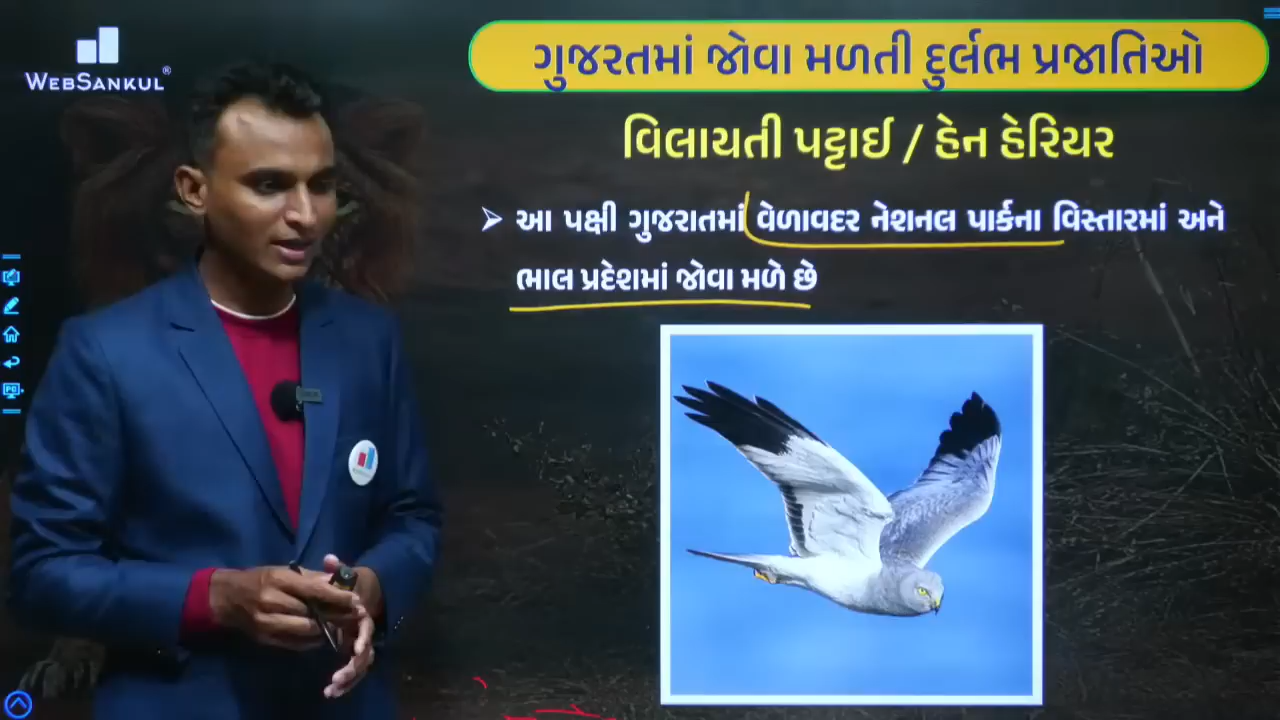 WEBSANKUL®
ગુજરતમાં જોવા મળતી દુર્લભ પ્રજાતિઓ
વિલાયતી પટ્ટાઈ / હેન હેરિયર
➢ આ પક્ષી ગુજરાતમાં વેળાવદર નેશનલ પાર્કના વિસ્તારમાં અને
ભાલ પ્રદેશમાં જોવા મળે છે